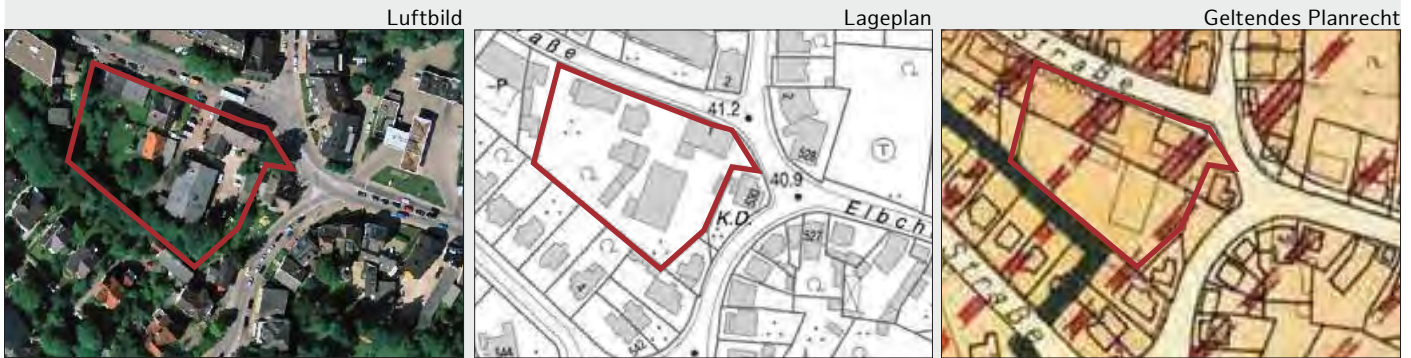 Luftbild
Lageplan
Geltendes Planrecht
aße
P
41.2
2
2
528
T
40.9
530
K.D.
Elbch
527
4
542
544
Straße
Straße